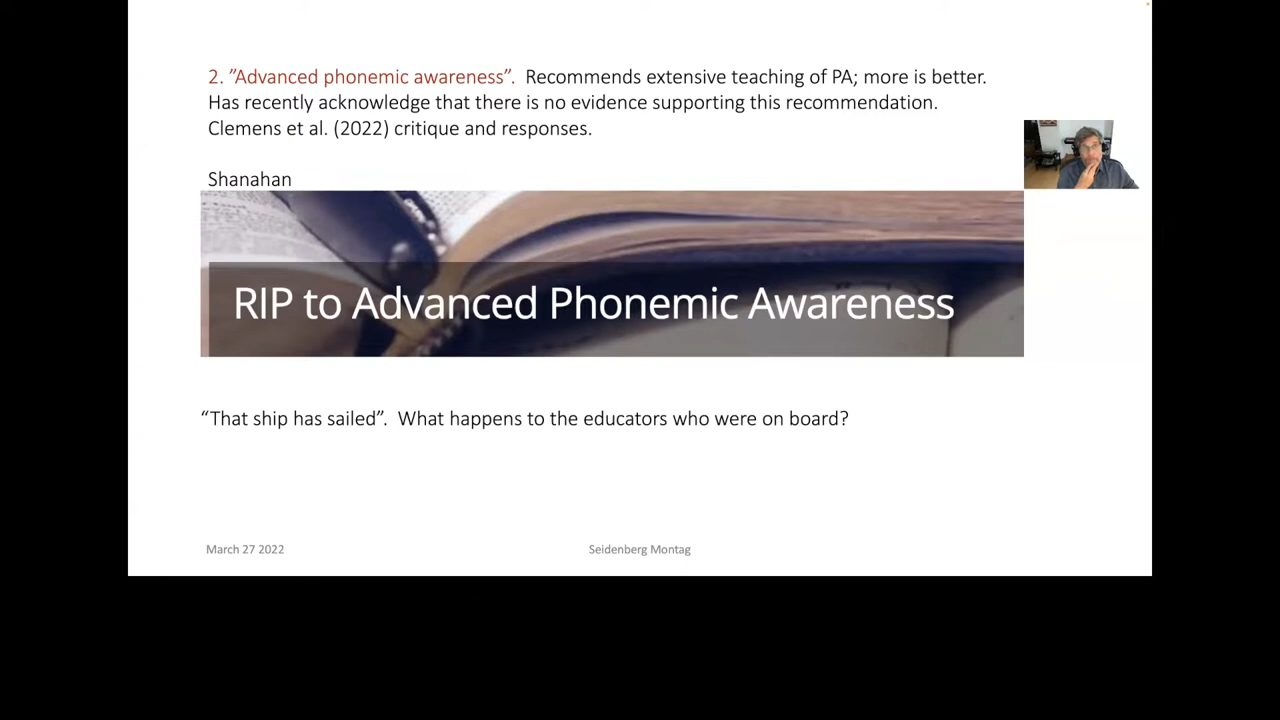 2. ”Advanced phonemic awareness”.  Recommends extensive teaching of PA; more is better.
Has recently acknowledge that there is no evidence supporting this recommendation.
Clemens et al. (2022) critique and responses.
Shanahan
RIP to Advanced Phonemic Awareness
“That ship has sailed”.  What happens to the educators who were on board?
March 27 2022
Seidenberg Montag